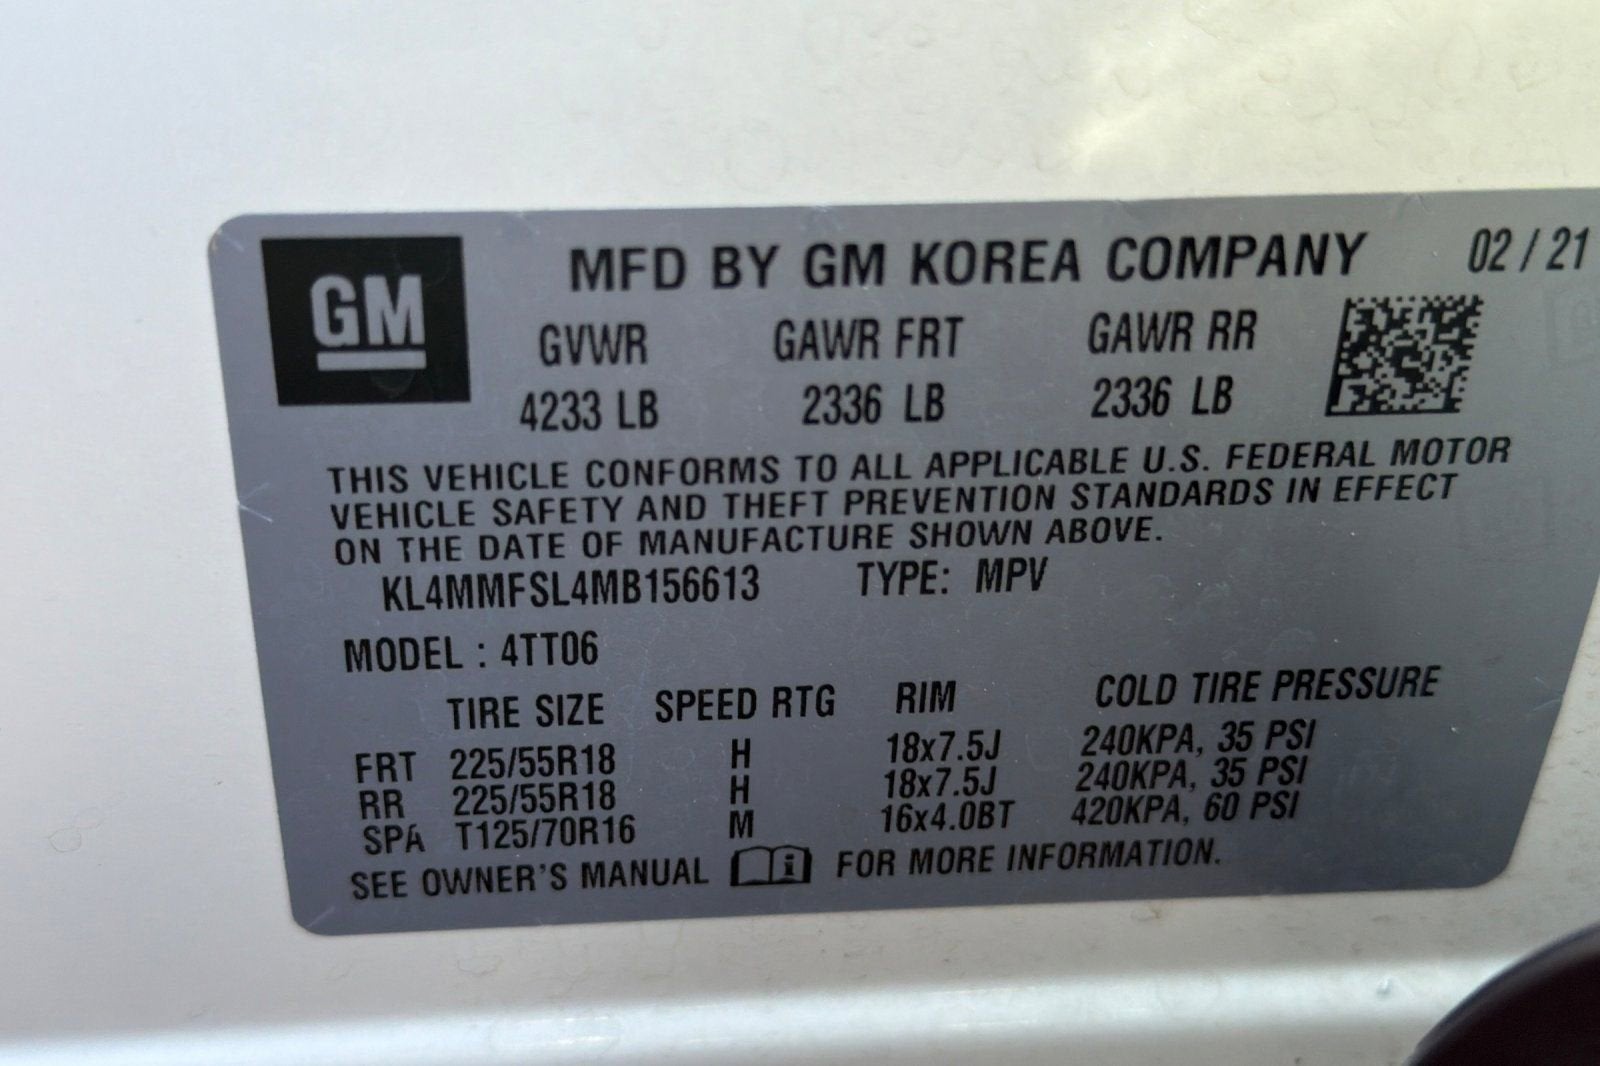 GM
MFD BY GM KOREA COMPANY 02 / 21
GVWR GAWR FRT GAWR RR
4233 LB 2336 LB 2336 LB
THIS VEHICLE CONFORMS TO ALL APPLICABLE U.S. FEDERAL MOTOR
VEHICLE SAFETY AND THEFT PREVENTION STANDARDS IN EFFECT
ON THE DATE OF MANUFACTURE SHOWN ABOVE.
KL4MMFSL4MB156613 TYPE: MPV
MODEL : 4TT06
TIRE SIZE SPEED RTG RIM COLD TIRE PRESSURE
FRT 225/55R18 H 18x7.5J 240KPA, 35 PSI
RR 225/55R18 H 18x7.5J 240KPA, 35 PSI
SPA T125/70R16 M 16x4.0BT 420KPA, 60 PSI
SEE OWNER'S MANUAL i FOR MORE INFORMATION.